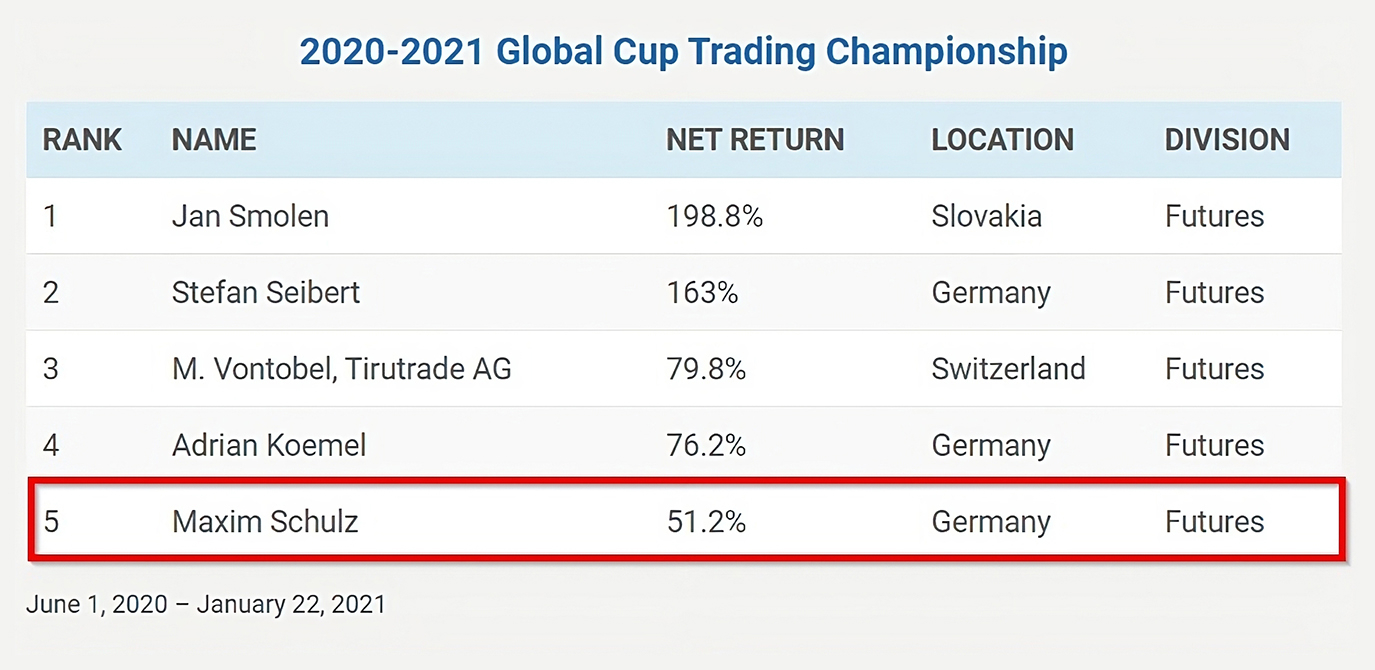 2020-2021 Global Cup Trading Championship
RANK NAME NET RETURN LOCATION DIVISION
1 Jan Smolen 198.8% Slovakia Futures
2 Stefan Seibert 163% Germany Futures
3 M. Vontobel, Tirutrade AG 79.8% Switzerland Futures
4 Adrian Koemel 76.2% Germany Futures
5 Maxim Schulz 51.2% Germany Futures
June 1, 2020 – January 22, 2021